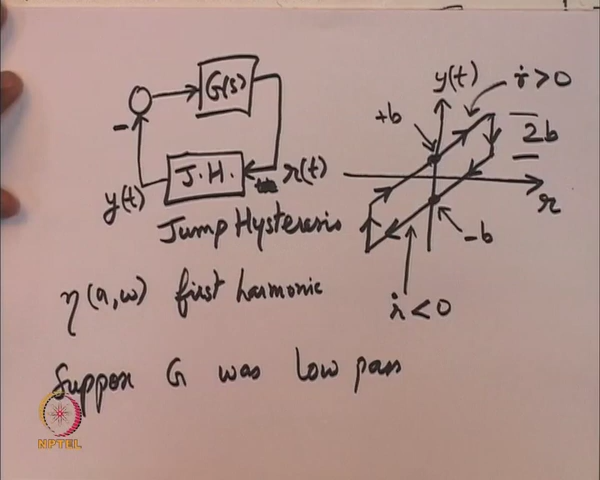 G(s)
y(t)
ṙ > 0
+b
2b
-
J.H.
r(t)
y(t)
r
Jump Hysteresis
-b
η(a,ω) first harmonic
ṙ < 0
Suppose G was Low pass
NPTEL